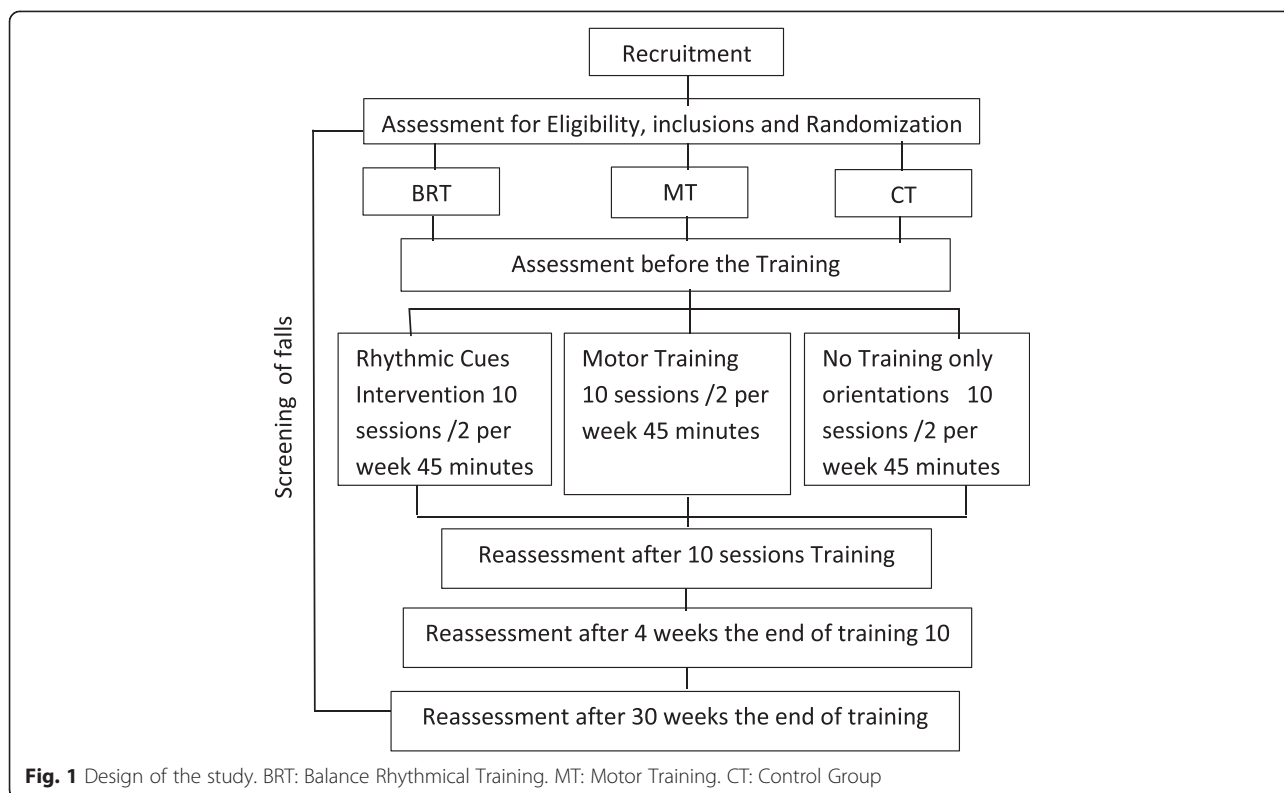 Recruitment
Assessment for Eligibility, inclusions and Randomization
BRT
MT
CT
Assessment before the Training
Screening of falls
Rhythmic Cues
Intervention 10
sessions /2 per
week 45 minutes
Motor Training
10 sessions /2 per
week 45 minutes
No Training only
orientations 10
sessions /2 per
week 45 minutes
Reassessment after 10 sessions Training
Reassessment after 4 weeks the end of training 10
Reassessment after 30 weeks the end of training
Fig. 1 Design of the study. BRT: Balance Rhythmical Training. MT: Motor Training. CT: Control Group